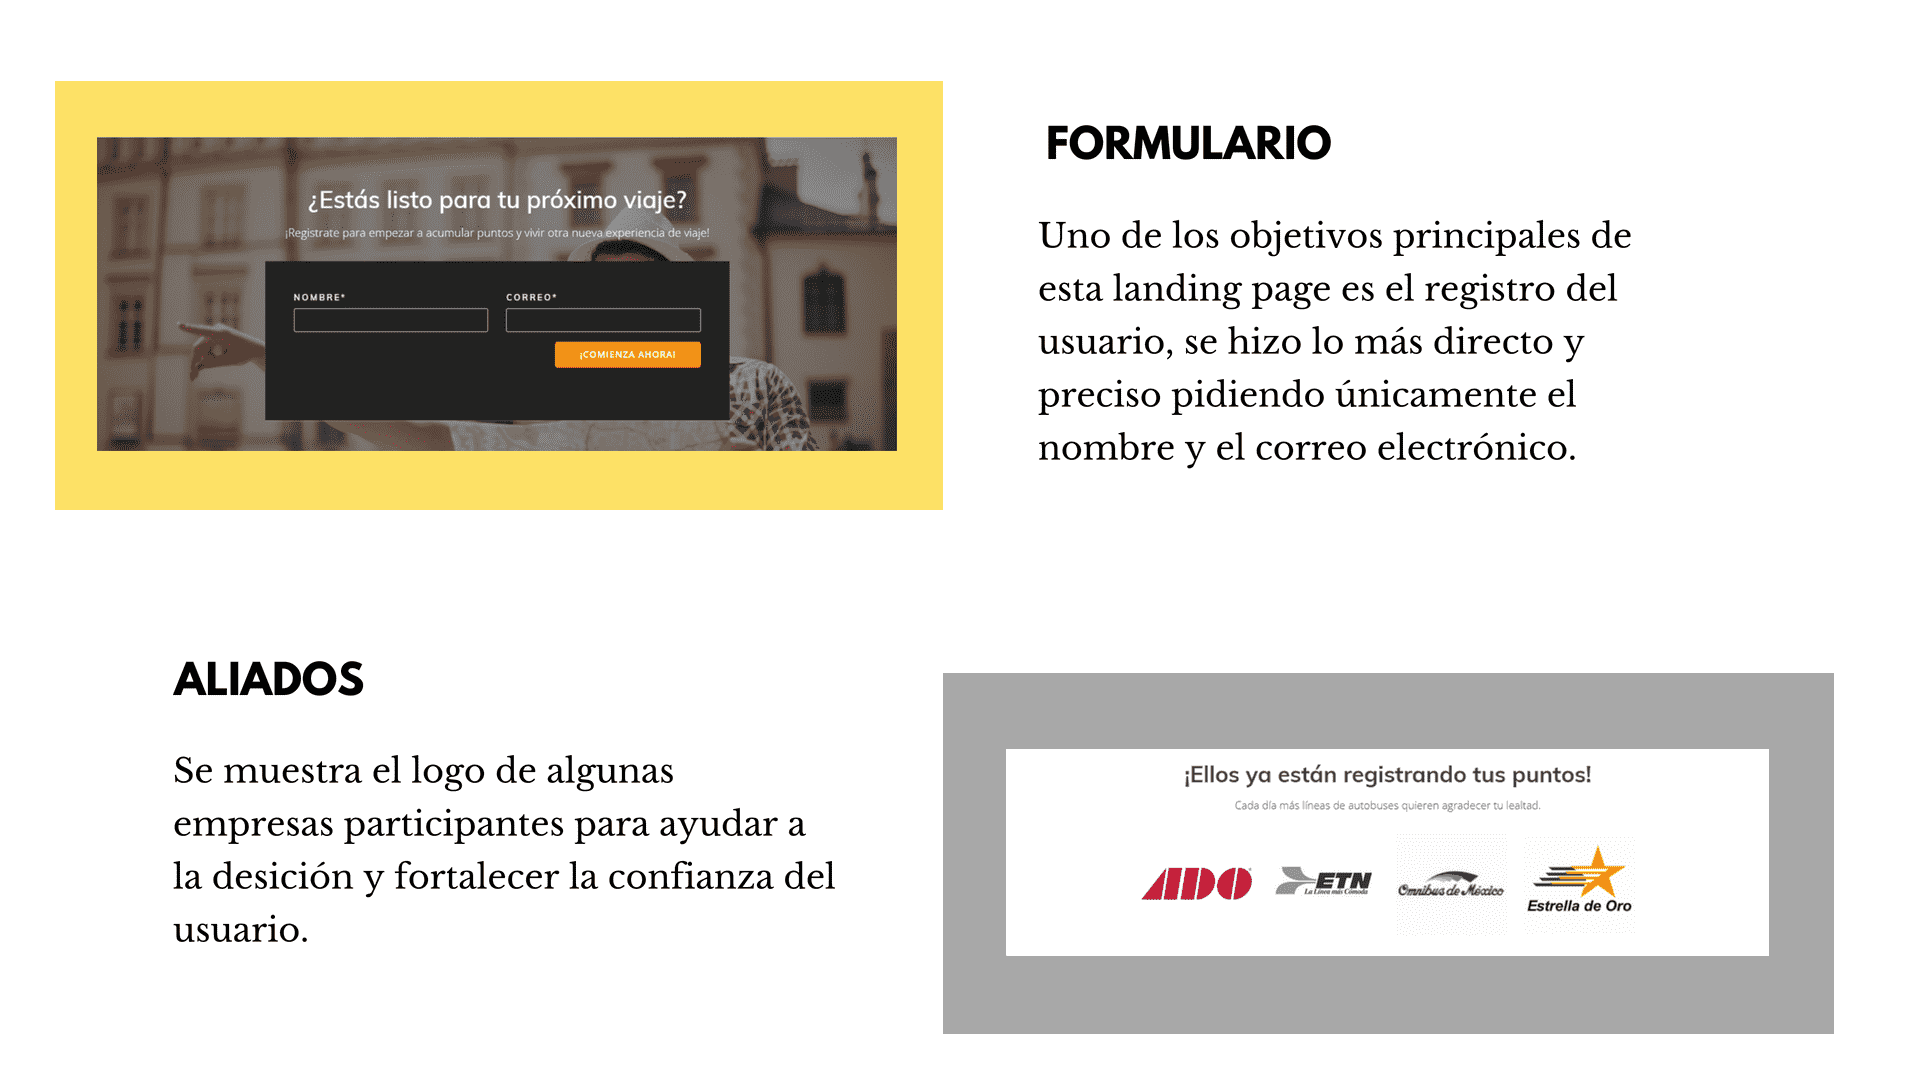 ¿Estás listo para tu próximo viaje?
¡Registrate para empezar a acumular puntos y vivir otra nueva experiencia de viaje!
NOMBRE*
CORREO*
¡COMIENZA AHORA!
FORMULARIO
Uno de los objetivos principales de
esta landing page es el registro del
usuario, se hizo lo más directo y
preciso pidiendo únicamente el
nombre y el correo electrónico.
ALIADOS
Se muestra el logo de algunas
empresas participantes para ayudar a
la desición y fortalecer la confianza del
usuario.
¡Ellos ya están registrando tus puntos!
Cada día más líneas de autobuses quieren agradecer tu lealtad.
ADO
ETN
La Línea más Cómoda
Omnibus de México
Estrella de Oro